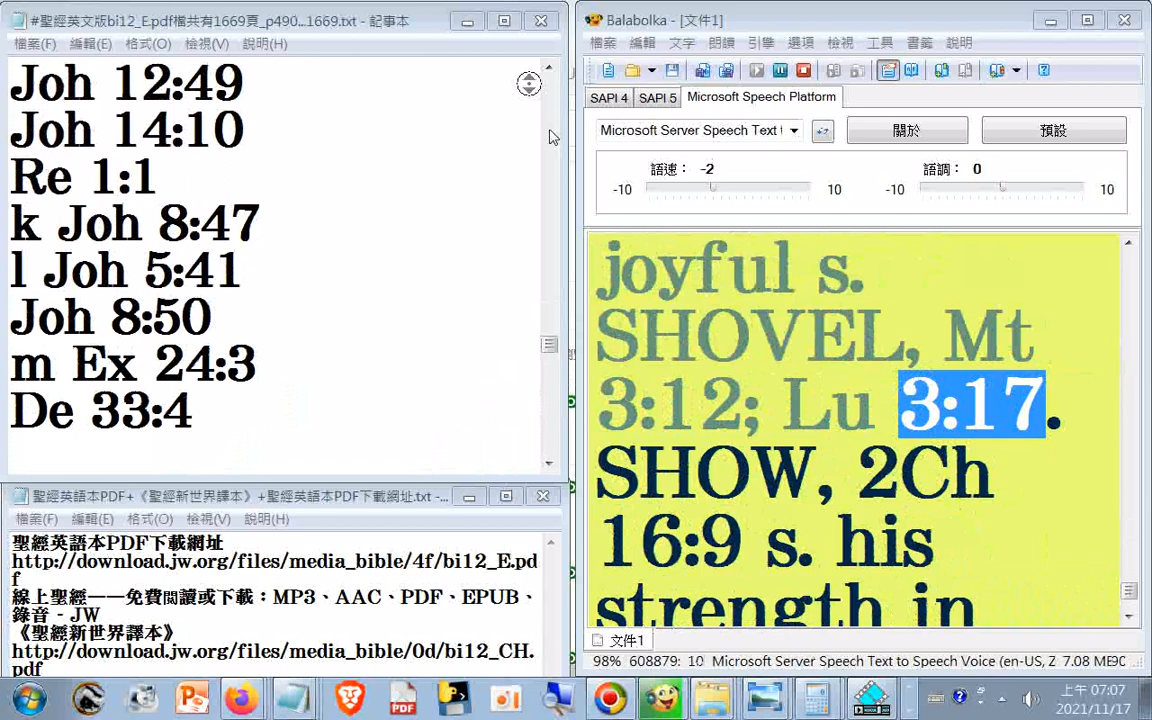 #聖經英文版bi12_E.pdf檔共有1669頁_p490...1669.txt - 記事本
檔案(F) 編輯(E) 格式(O) 檢視(V) 說明(H)
Joh 12:49
Joh 14:10
Re 1:1
k Joh 8:47
l Joh 5:41
Joh 8:50
m Ex 24:3
De 33:4
聖經英語本PDF+《聖經新世界譯本》+聖經英語本PDF下載網址.txt -...
檔案(F) 編輯(E) 格式(O) 檢視(V) 說明(H)
聖經英語本PDF下載網址
http://download.jw.org/files/media_bible/4f/bi12_E.pd
f
線上聖經——免費閱讀或下載：MP3、AAC、PDF、EPUB、
錄音 - JW
《聖經新世界譯本》
http://download.jw.org/files/media_bible/0d/bi12_CH.
pdf
Balabolka - [文件1]
檔案 編輯 文字 朗讀 引擎 選項 檢視 工具 書籤 說明
SAPI 4 SAPI 5 Microsoft Speech Platform
Microsoft Server Speech Text 關於 預設
語速： -2 語調： 0
-10 10 -10 10
joyful s.
SHOVEL, Mt
3:12; Lu 3:17.
SHOW, 2Ch
16:9 s. his
strength in
文件1
98% 608879: 10 Microsoft Server Speech Text to Speech Voice (en-US, Z 7.08 ME
上午 07:07
2021/11/17